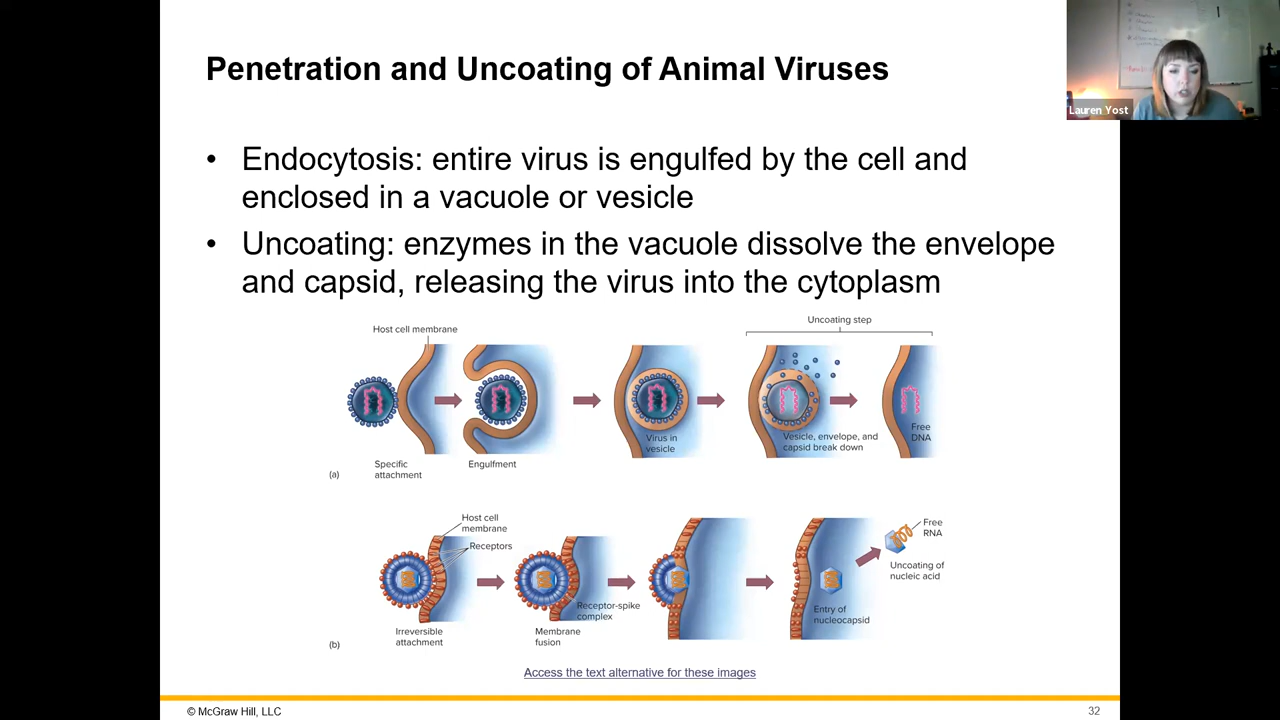 Penetration and Uncoating of Animal Viruses
Lauren Yost
• Endocytosis: entire virus is engulfed by the cell and
enclosed in a vacuole or vesicle
• Uncoating: enzymes in the vacuole dissolve the envelope
and capsid, releasing the virus into the cytoplasm
Uncoating step
Host cell membrane
Virus in
vesicle
Vesicle, envelope, and
capsid break down
Free
DNA
Specific
attachment
Engulfment
(a)
Host cell
membrane
Receptors
Free
RNA
Uncoating of
nucleic acid
Receptor-spike
complex
Entry of
nucleocapsid
Irreversible
attachment
Membrane
fusion
(b)
Access the text alternative for these images
© McGraw Hill, LLC
32